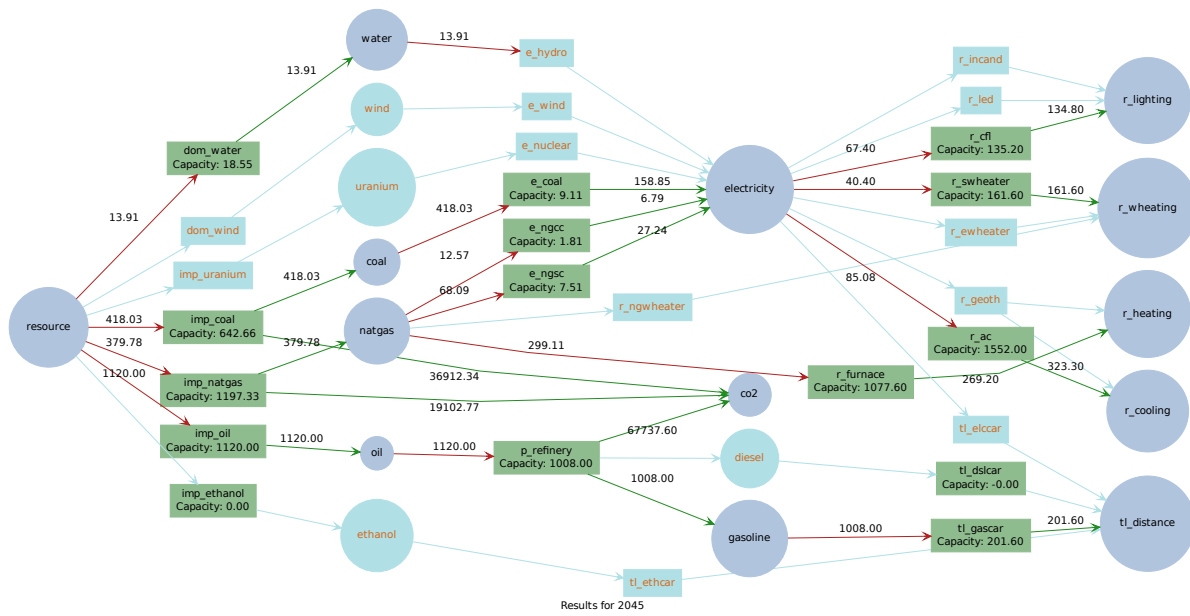 water
13.91
e_hydro
13.91
r_incand
wind
e_wind
r_led
r_lighting
134.80
dom_water
Capacity: 18.55
e_nuclear
r_cfl
Capacity: 135.20
67.40
uranium
e_coal
Capacity: 9.11
158.85
electricity
40.40
r_swheater
Capacity: 161.60
161.60
r_wheating
6.79
13.91
418.03
dom_wind
e_ngcc
Capacity: 1.81
27.24
r_ewheater
12.57
coal
imp_uranium
418.03
e_ngsc
Capacity: 7.51
85.08
68.09
r_ngwheater
r_geoth
r_heating
resource
418.03
imp_coal
Capacity: 642.66
natgas
379.78
379.78
299.11
r_ac
Capacity: 1552.00
1120.00
imp_natgas
Capacity: 1197.33
36912.34
r_furnace
Capacity: 1077.60
269.20
323.30
co2
19102.77
r_cooling
imp_oil
Capacity: 1120.00
1120.00
oil
1120.00
p_refinery
Capacity: 1008.00
67737.60
diesel
tl_elccar
1008.00
tl_dslcar
Capacity: -0.00
imp_ethanol
Capacity: 0.00
ethanol
gasoline
1008.00
tl_gascar
Capacity: 201.60
201.60
tl_distance
tl_ethcar
Results for 2045